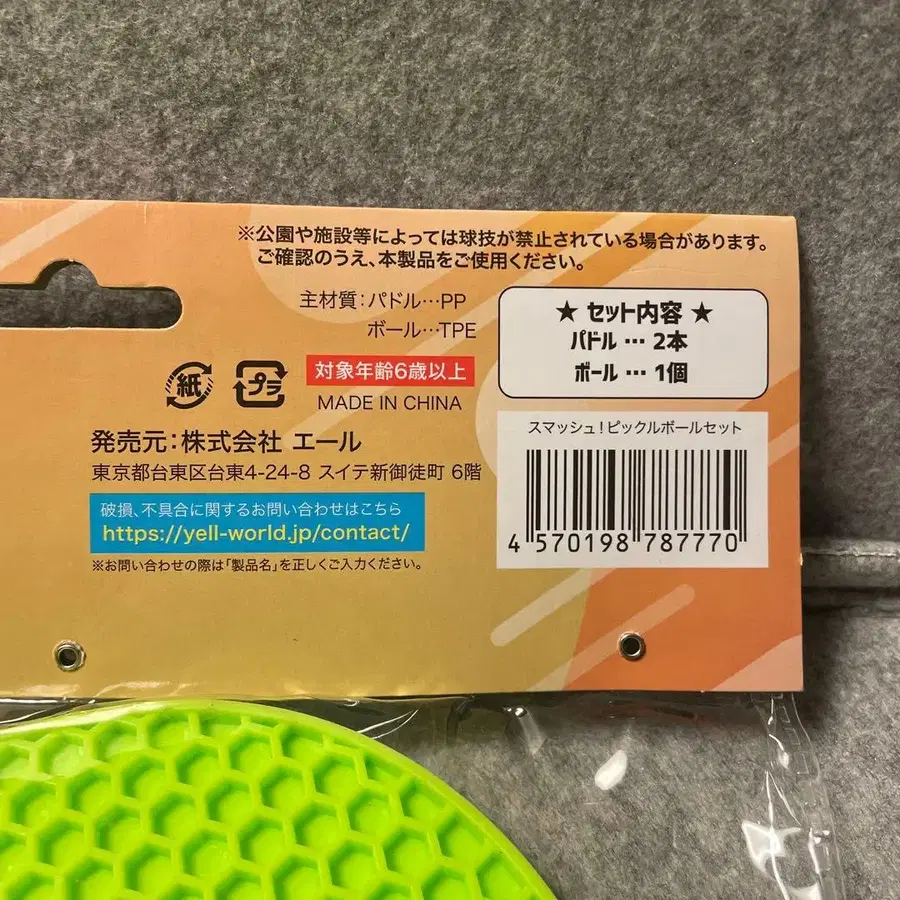 ※公園や施設等によっては球技が禁止されている場合があります。
ご確認のうえ、本製品をご使用ください。
主材質：パドル…PP
ボール…TPE
★ セット内容 ★
パドル … 2本
ボール … 1個
紙
プラ
対象年齢6歳以上
MADE IN CHINA
発売元：株式会社 エール
東京都台東区台東4-24-8 スイテ新御徒町 6階
破損、不具合に関するお問い合わせはこちら
https://yell-world.jp/contact/
※お問い合わせの際は「製品名」を正しくご入力ください。
スマッシュ！ピックルボールセット
4 570198 787770